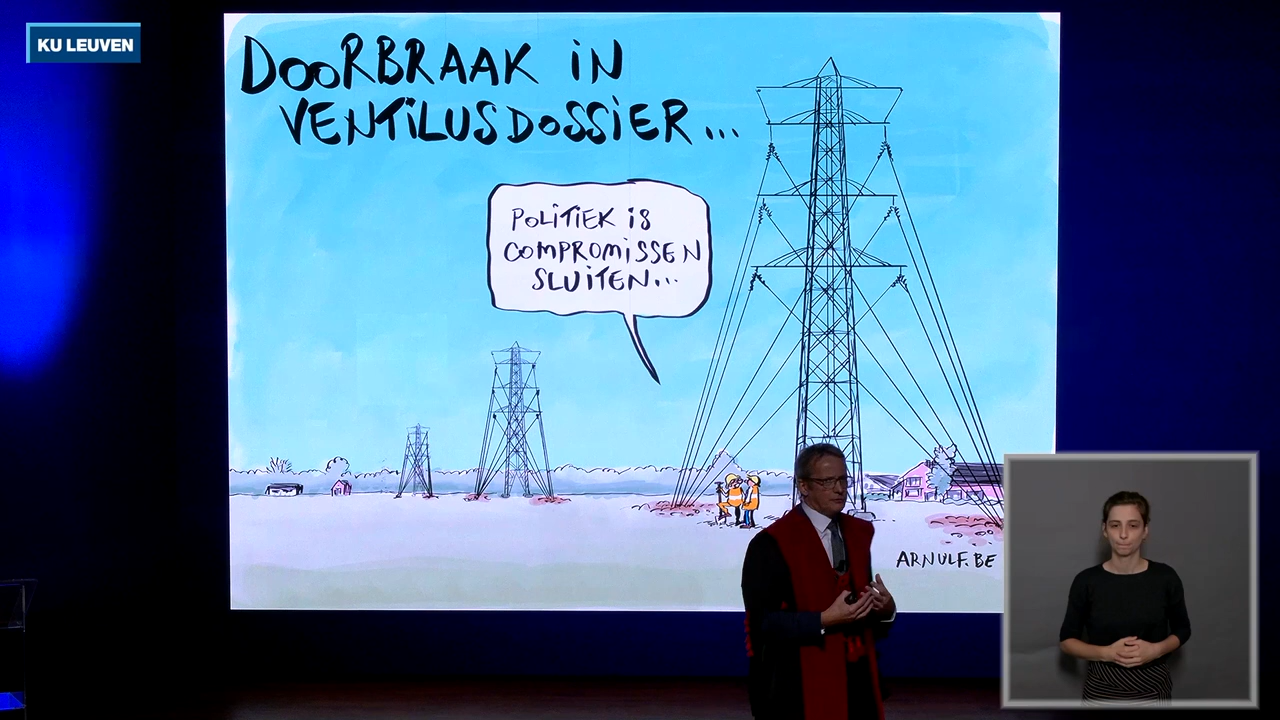 KU LEUVEN
DOORBRAAK IN
VENTILUSDOSSIER...
POLITIEK IS
COMPROMISSEN
SLUITEN...
ARNULF.BE